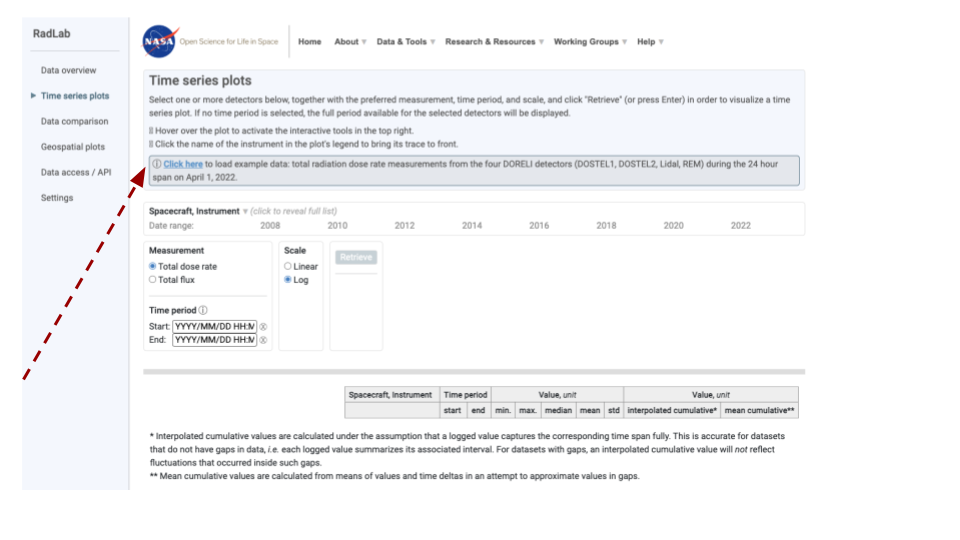 RadLab
NASA
Open Science for Life in Space
Home About ▼ Data & Tools ▼ Research & Resources ▼ Working Groups ▼ Help ▼
Data overview
▶ Time series plots
Data comparison
Geospatial plots
Data access / API
Settings
Time series plots
Select one or more detectors below, together with the preferred measurement, time period, and scale, and click "Retrieve" (or press Enter) in order to visualize a time
series plot. If no time period is selected, the full period available for the selected detectors will be displayed.
Hover over the plot to activate the interactive tools in the top right.
Click the name of the instrument in the plot's legend to bring its trace to front.
ⓘ Click here to load example data: total radiation dose rate measurements from the four DORELI detectors (DOSTEL1, DOSTEL2, Lidal, REM) during the 24 hour
span on April 1, 2022.
Spacecraft, Instrument ▼ (click to reveal full list)
Date range: 2008 2010 2012 2014 2016 2018 2020 2022
Measurement
Total dose rate
Total flux
Time period ⓘ
Start: YYYY/MM/DD HH:M ⓧ
End: YYYY/MM/DD HH:M ⓧ
Scale
Linear
Log
Retrieve
Spacecraft, Instrument Time period Value, unit Value, unit
start end min. max. median mean std interpolated cumulative* mean cumulative**
* Interpolated cumulative values are calculated under the assumption that a logged value captures the corresponding time span fully. This is accurate for datasets
that do not have gaps in data, i.e. each logged value summarizes its associated interval. For datasets with gaps, an interpolated cumulative value will not reflect
fluctuations that occurred inside such gaps.
** Mean cumulative values are calculated from means of values and time deltas in an attempt to approximate values in gaps.